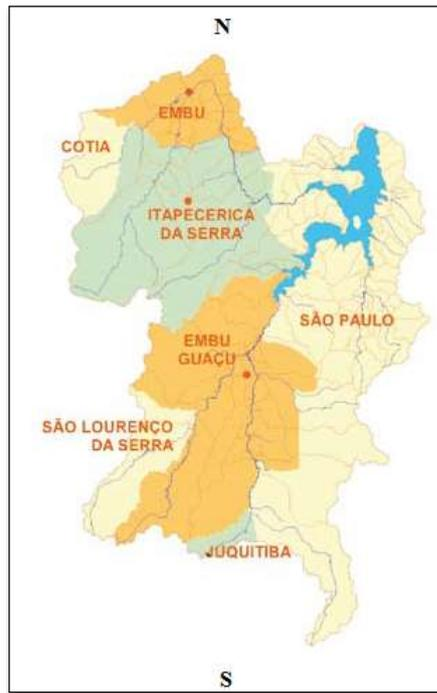 N
EMBU
COTIA
ITAPECERICA
DA SERRA
SÃO PAULO
EMBU
GUAÇU
SÃO LOURENÇO
DA SERRA
JUQUITIBA
S